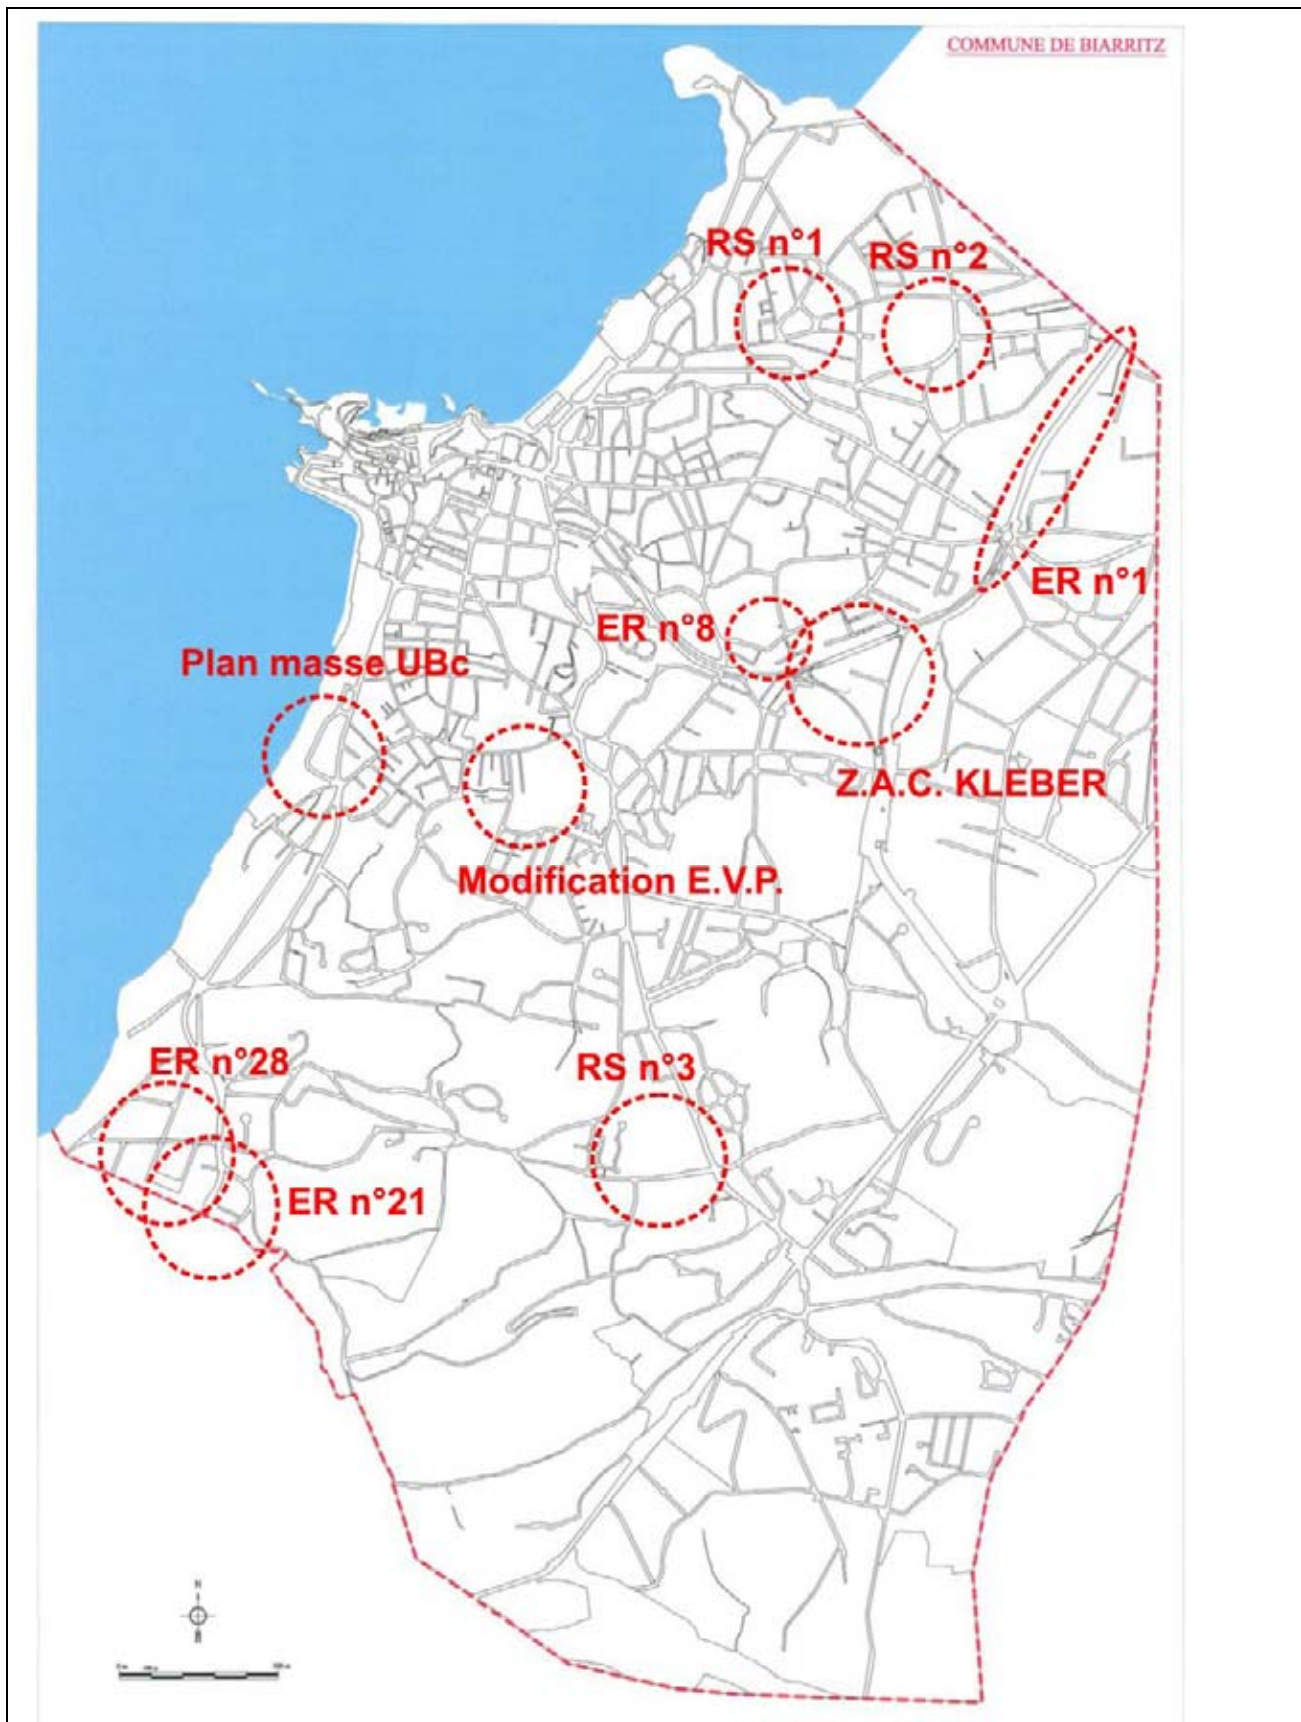 COMMUNE DE BIARRITZ
RS n°1
RS n°2
ER n°1
ER n°8
Plan masse UBc
Z.A.C. KLEBER
Modification E.V.P.
ER n°28
RS n°3
ER n°21
N